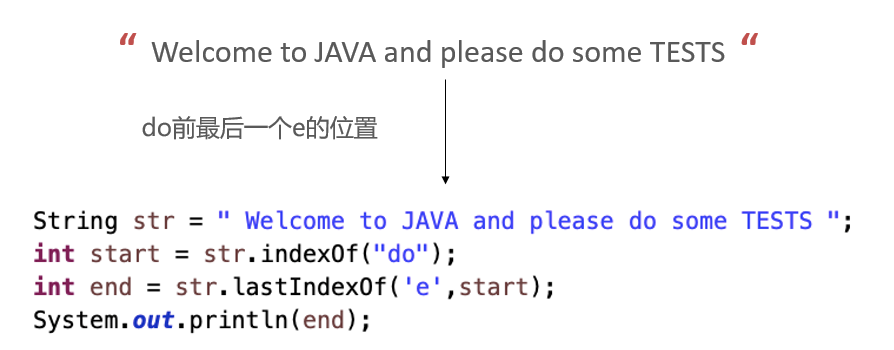 “ Welcome to JAVA and please do some TESTS “
do前最后一个e的位置
String str = " Welcome to JAVA and please do some TESTS ";
int start = str.indexOf("do");
int end = str.lastIndexOf('e',start);
System.out.println(end);